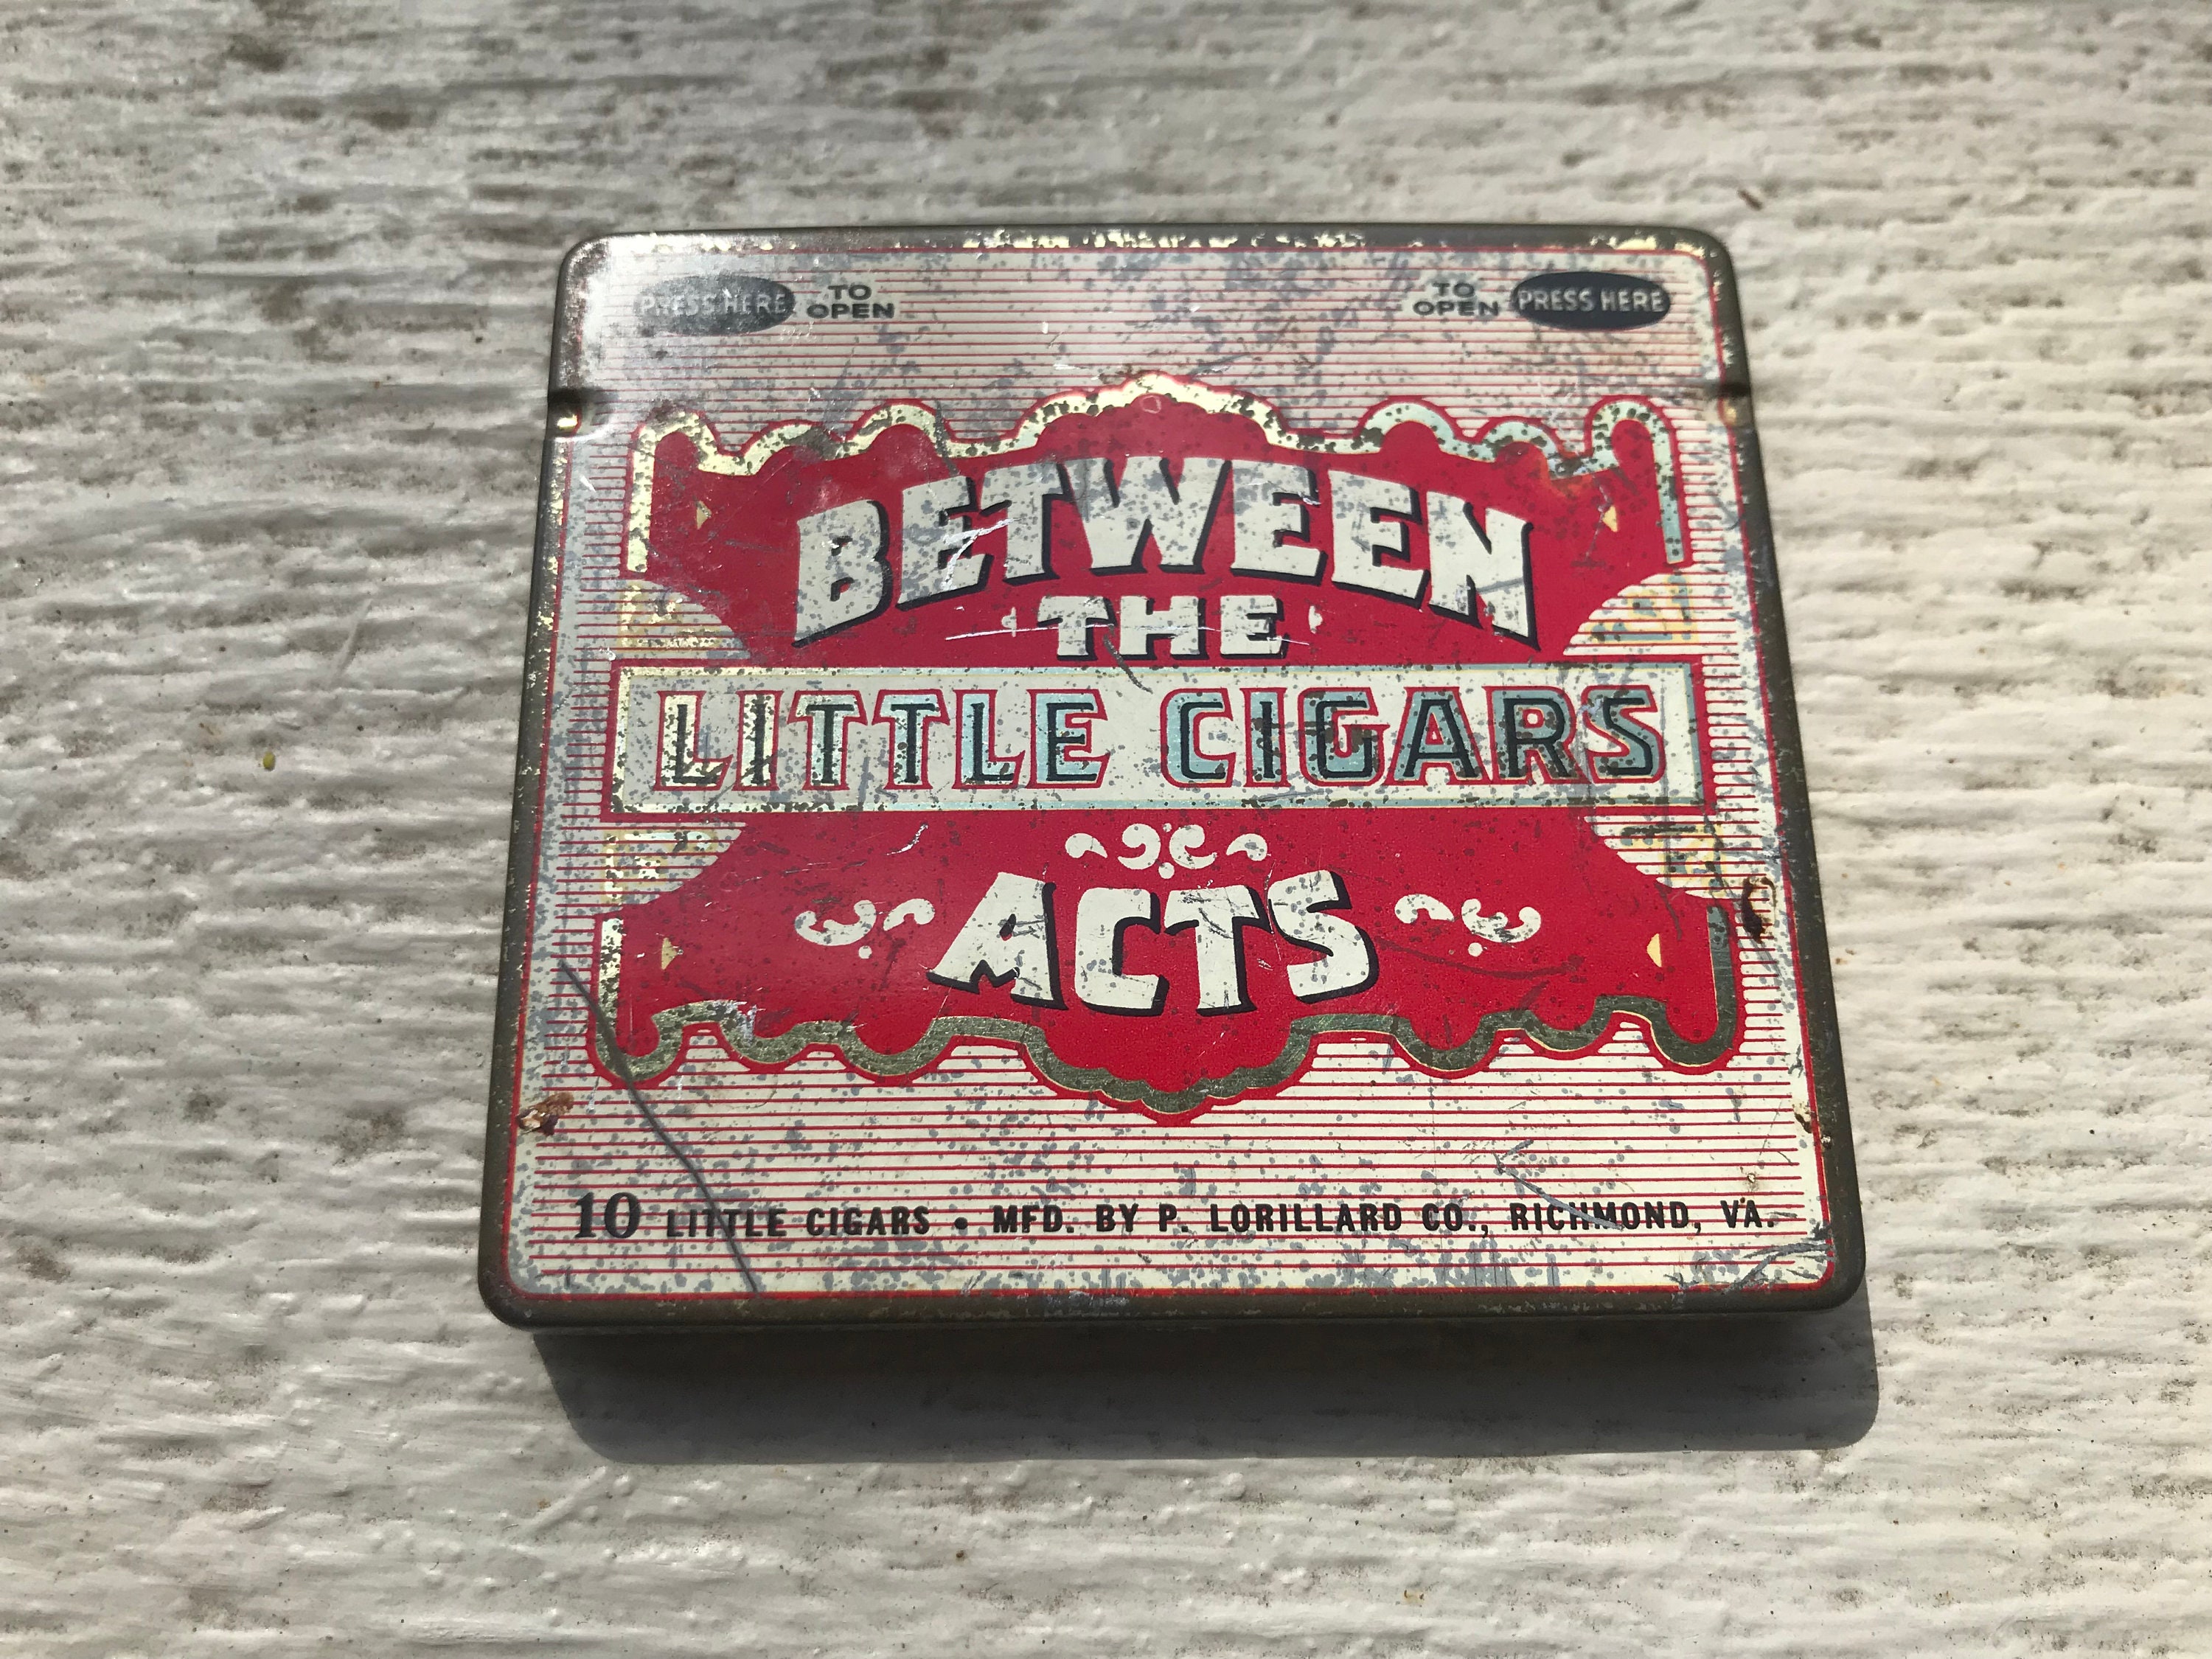 PRESS HERE TO OPEN TO OPEN PRESS HERE
BETWEEN
THE
LITTLE CIGARS
ACTS
10 LITTLE CIGARS • MFD. BY P. LORILLARD CO., RICHMOND, VA.